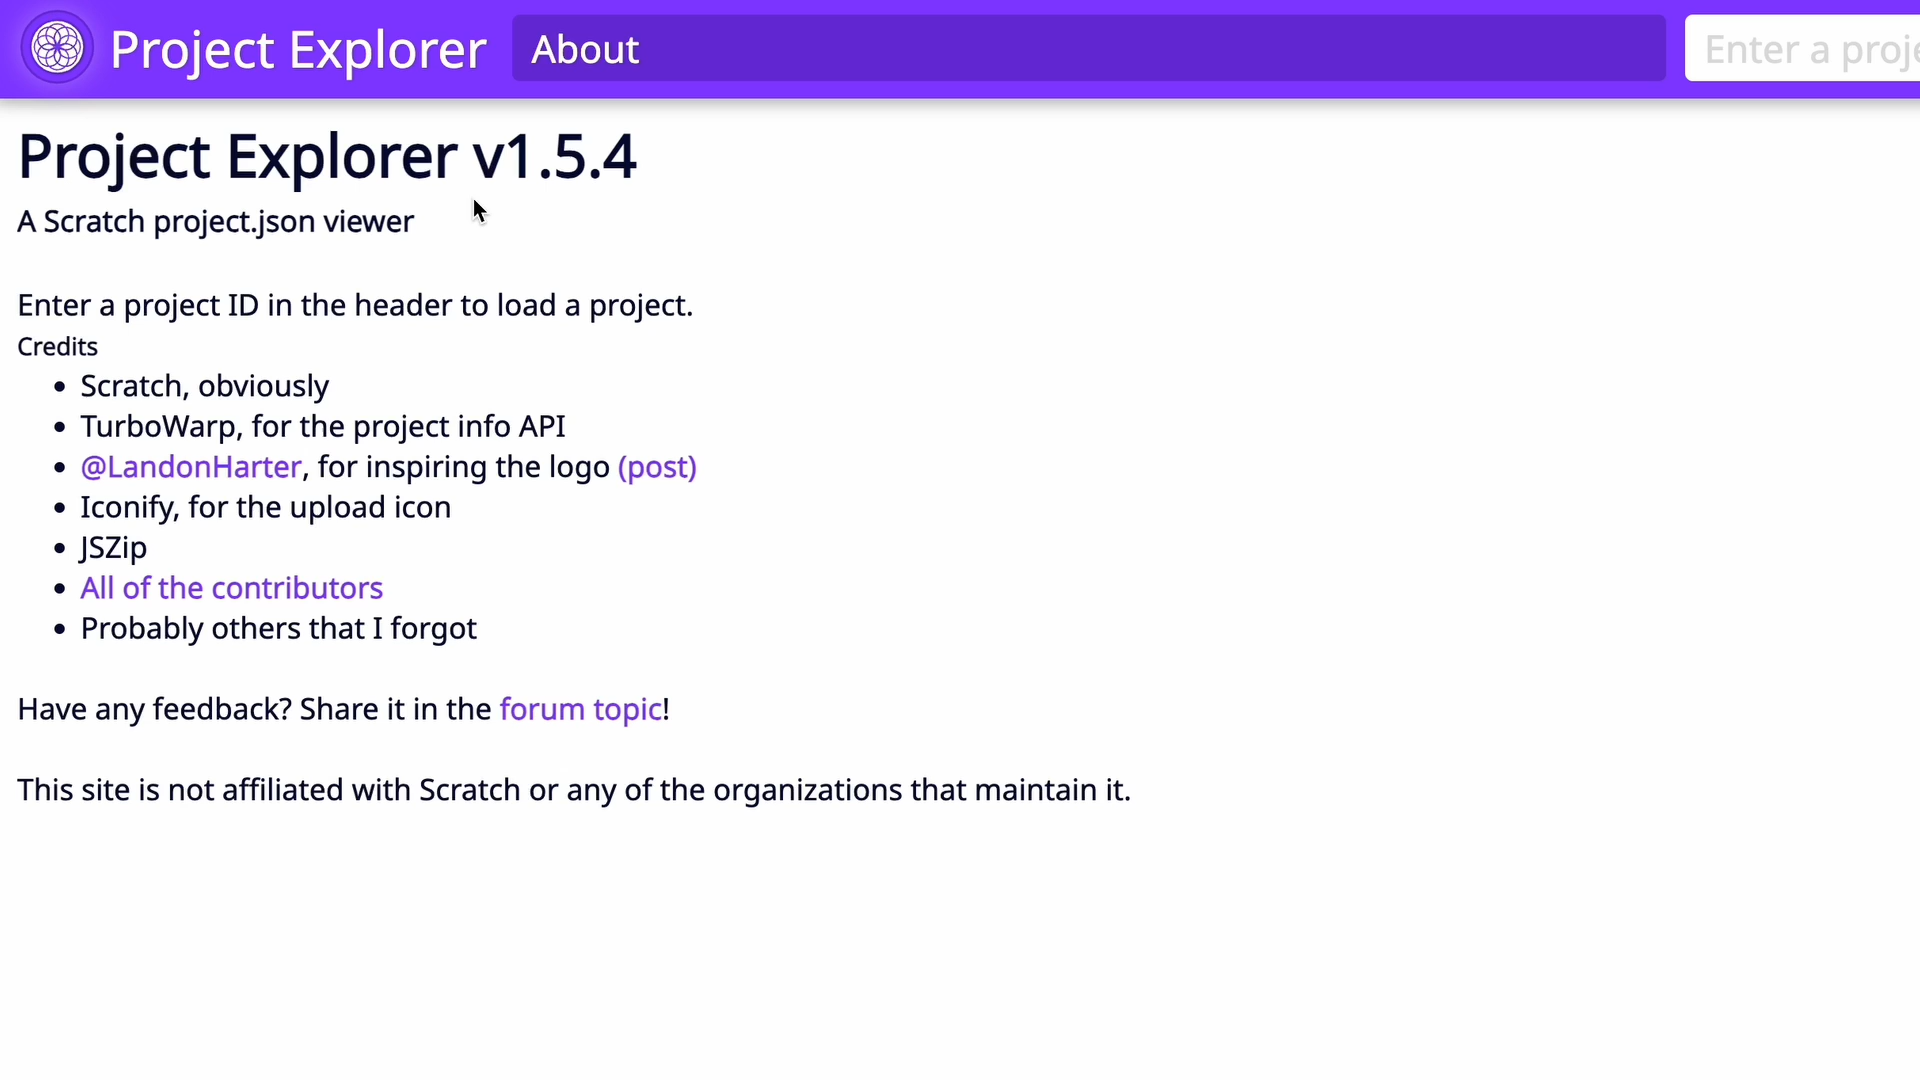 Project Explorer
About
Enter a proje
Project Explorer v1.5.4
A Scratch project.json viewer
Enter a project ID in the header to load a project.
Credits
Scratch, obviously
TurboWarp, for the project info API
@LandonHarter, for inspiring the logo (post)
Iconify, for the upload icon
JSZip
All of the contributors
Probably others that I forgot
Have any feedback? Share it in the forum topic!
This site is not affiliated with Scratch or any of the organizations that maintain it.